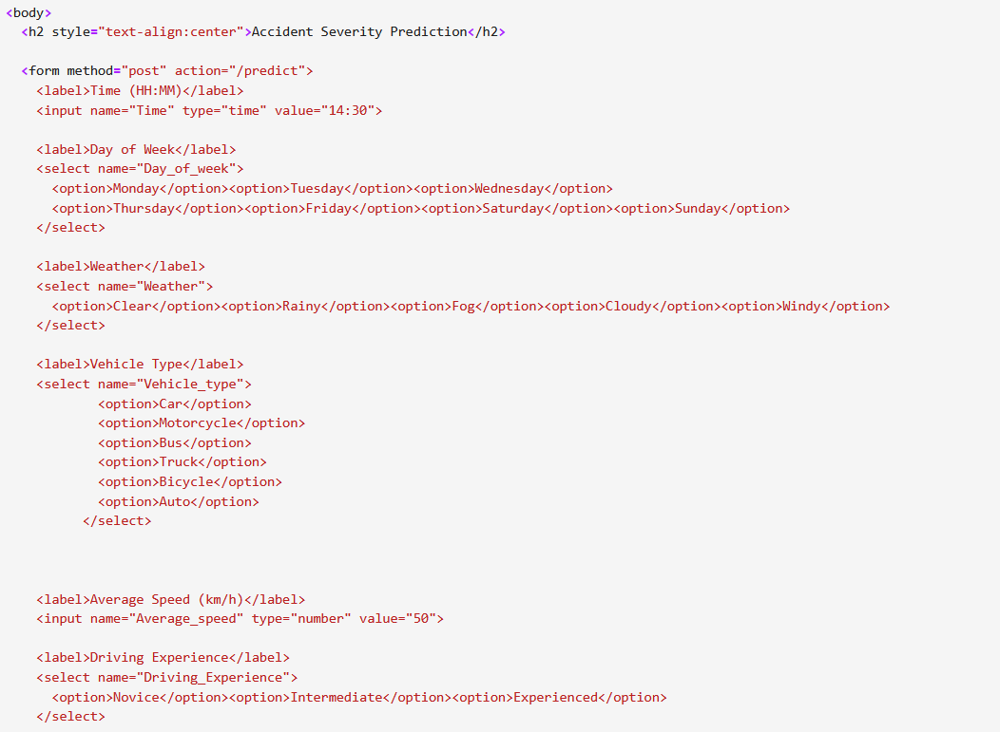 <body>
<h2 style="text-align:center">Accident Severity Prediction</h2>
<form method="post" action="/predict">
<label>Time (HH:MM)</label>
<input name="Time" type="time" value="14:30">
<label>Day of Week</label>
<select name="Day_of_week">
<option>Monday</option><option>Tuesday</option><option>Wednesday</option>
<option>Thursday</option><option>Friday</option><option>Saturday</option><option>Sunday</option>
</select>
<label>Weather</label>
<select name="Weather">
<option>Clear</option><option>Rainy</option><option>Fog</option><option>Cloudy</option><option>Windy</option>
</select>
<label>Vehicle Type</label>
<select name="Vehicle_type">
<option>Car</option>
<option>Motorcycle</option>
<option>Bus</option>
<option>Truck</option>
<option>Bicycle</option>
<option>Auto</option>
</select>
<label>Average Speed (km/h)</label>
<input name="Average_speed" type="number" value="50">
<label>Driving Experience</label>
<select name="Driving_Experience">
<option>Novice</option><option>Intermediate</option><option>Experienced</option>
</select>